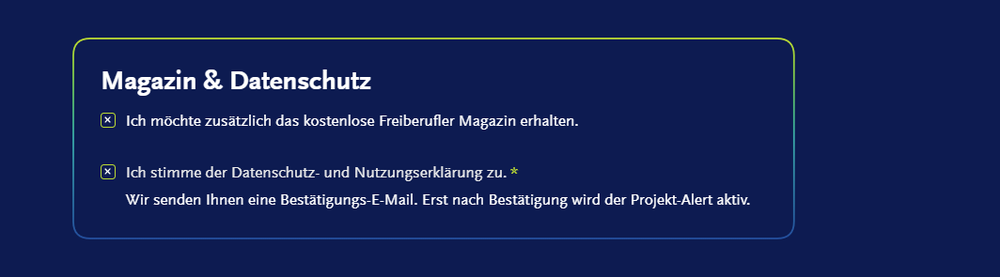 Magazin & Datenschutz
Ich möchte zusätzlich das kostenlose Freiberufler Magazin erhalten.
Ich stimme der Datenschutz- und Nutzungserklärung zu. *
Wir senden Ihnen eine Bestätigungs-E-Mail. Erst nach Bestätigung wird der Projekt-Alert aktiv.